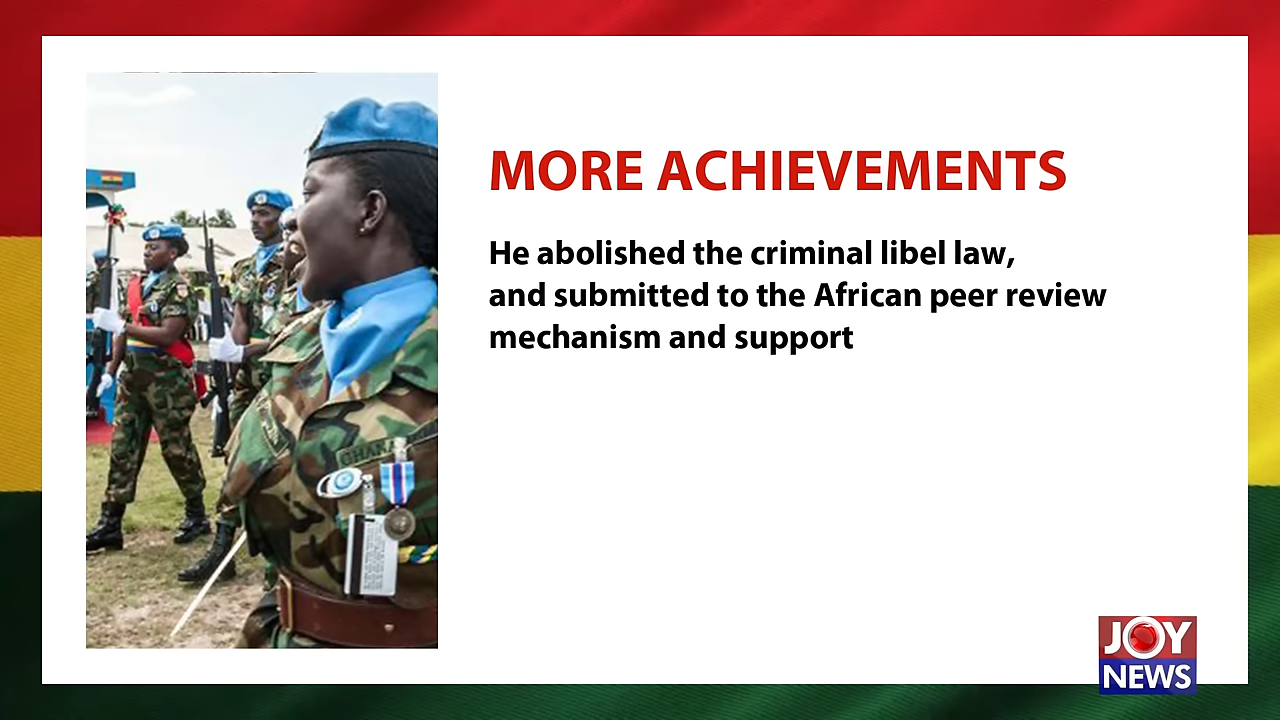 MORE ACHIEVEMENTS
He abolished the criminal libel law,
and submitted to the African peer review
mechanism and support
GHANA
JOY
NEWS